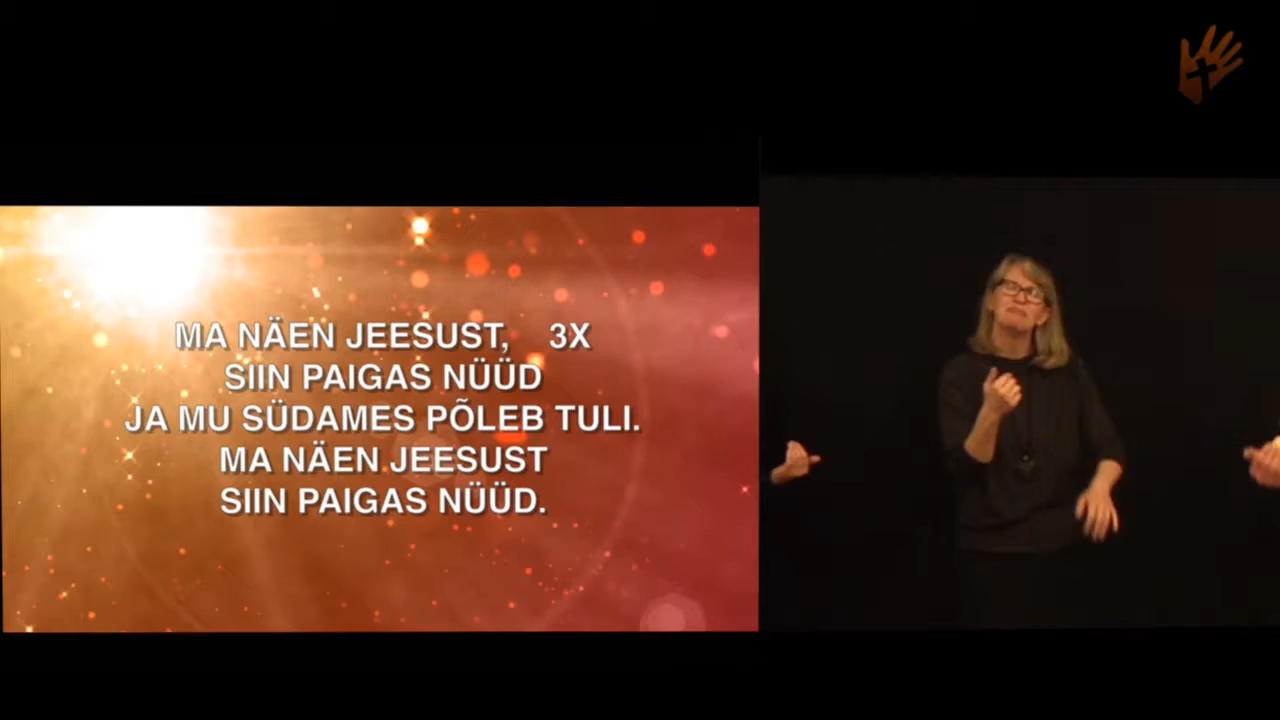 MA NÄEN JEESUST, 3X
SIIN PAIGAS NÜÜD
JA MU SÜDAMES PÕLEB TULI.
MA NÄEN JEESUST
SIIN PAIGAS NÜÜD.